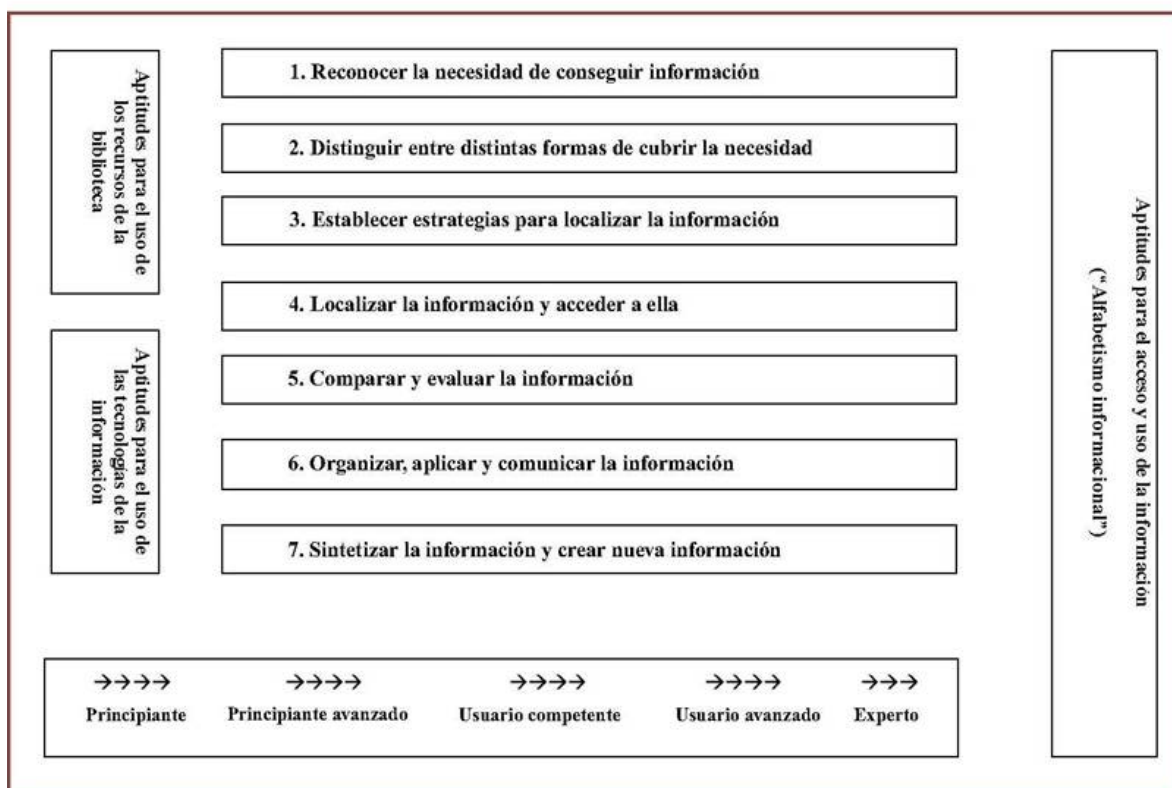 Aptitudes para el uso de
los recursos de la
biblioteca
Aptitudes para el uso de
las tecnologías de la
información
1. Reconocer la necesidad de conseguir información
2. Distinguir entre distintas formas de cubrir la necesidad
3. Establecer estrategias para localizar la información
4. Localizar la información y acceder a ella
5. Comparar y evaluar la información
6. Organizar, aplicar y comunicar la información
7. Sintetizar la información y crear nueva información
Aptitudes para el acceso y uso de la información
(“Alfabetismo informacional”)
→→→→ →→→→ →→→→ →→→→ →→→
Principiante Principiante avanzado Usuario competente Usuario avanzado Experto